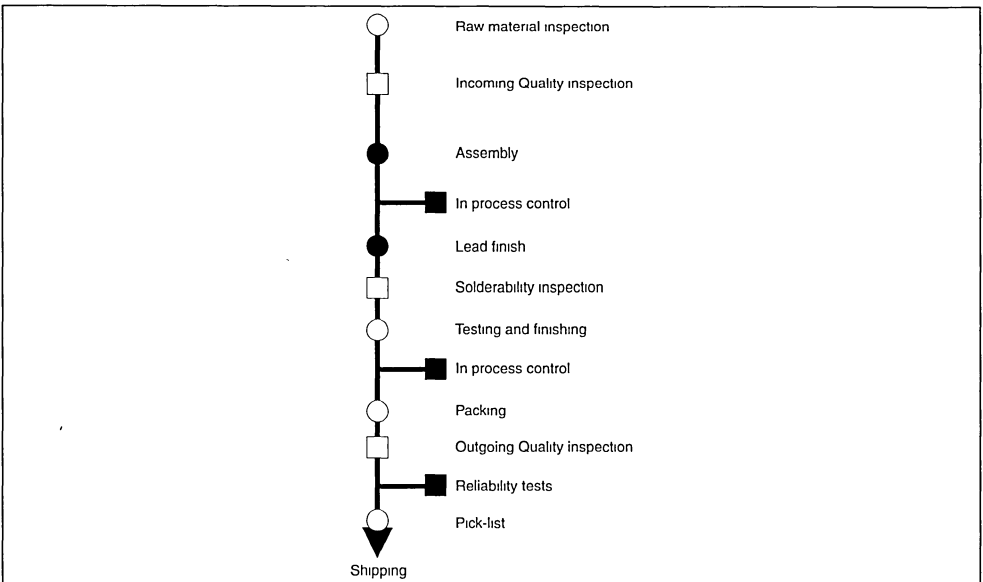 Raw material inspection
Incoming Quality inspection
Assembly
In process control
Lead finish
Solderability inspection
Testing and finishing
In process control
Packing
Outgoing Quality inspection
Reliability tests
Pick-list
Shipping